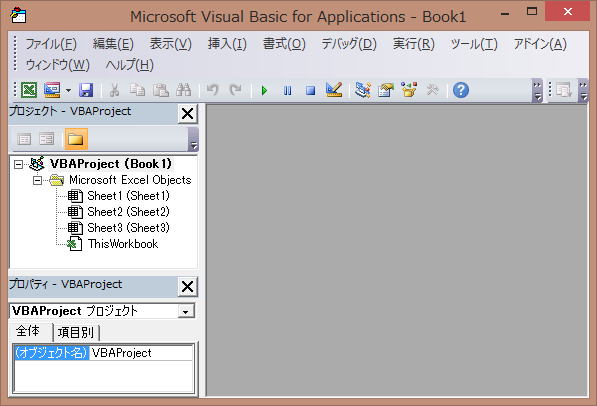 Microsoft Visual Basic for Applications - Book1
ファイル(F) 編集(E) 表示(V) 挿入(I) 書式(O) デバッグ(D) 実行(R) ツール(T) アドイン(A)
ウィンドウ(W) ヘルプ(H)
プロジェクト - VBAProject
VBAProject (Book1)
Microsoft Excel Objects
Sheet1 (Sheet1)
Sheet2 (Sheet2)
Sheet3 (Sheet3)
ThisWorkbook
プロパティ - VBAProject
VBAProject プロジェクト
全体 項目別
(オブジェクト名) VBAProject